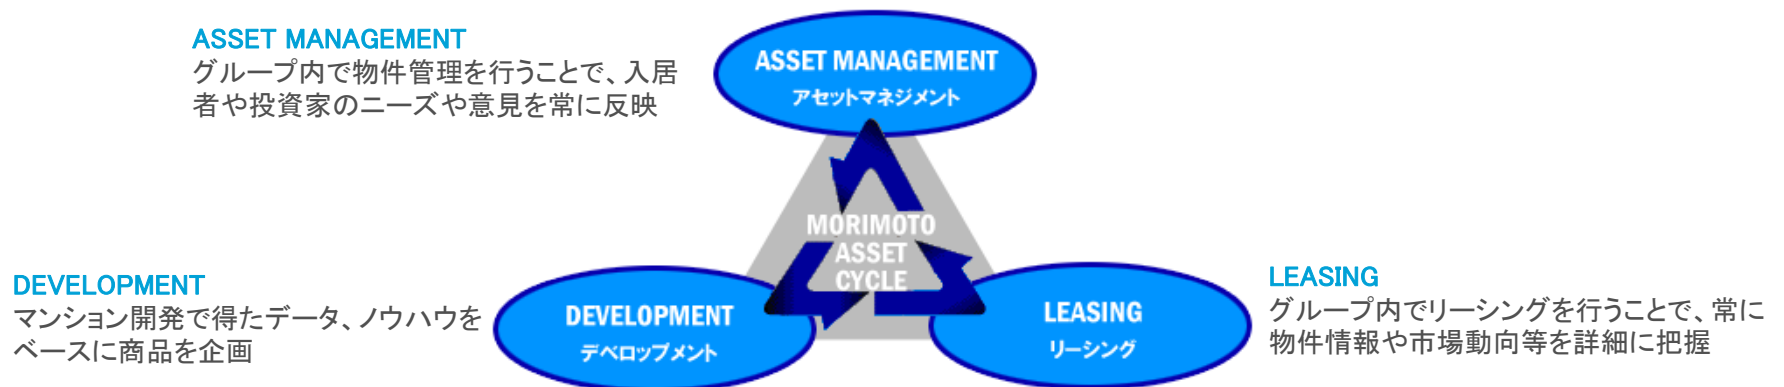 ASSET MANAGEMENT
グループ内で物件管理を行うことで、入居
者や投資家のニーズや意見を常に反映
ASSET MANAGEMENT
アセットマネジメント
MORIMOTO
ASSET
CYCLE
DEVELOPMENT
マンション開発で得たデータ、ノウハウを
ベースに商品を企画
DEVELOPMENT
デベロップメント
LEASING
リーシング
LEASING
グループ内でリーシングを行うことで、常に
物件情報や市場動向等を詳細に把握